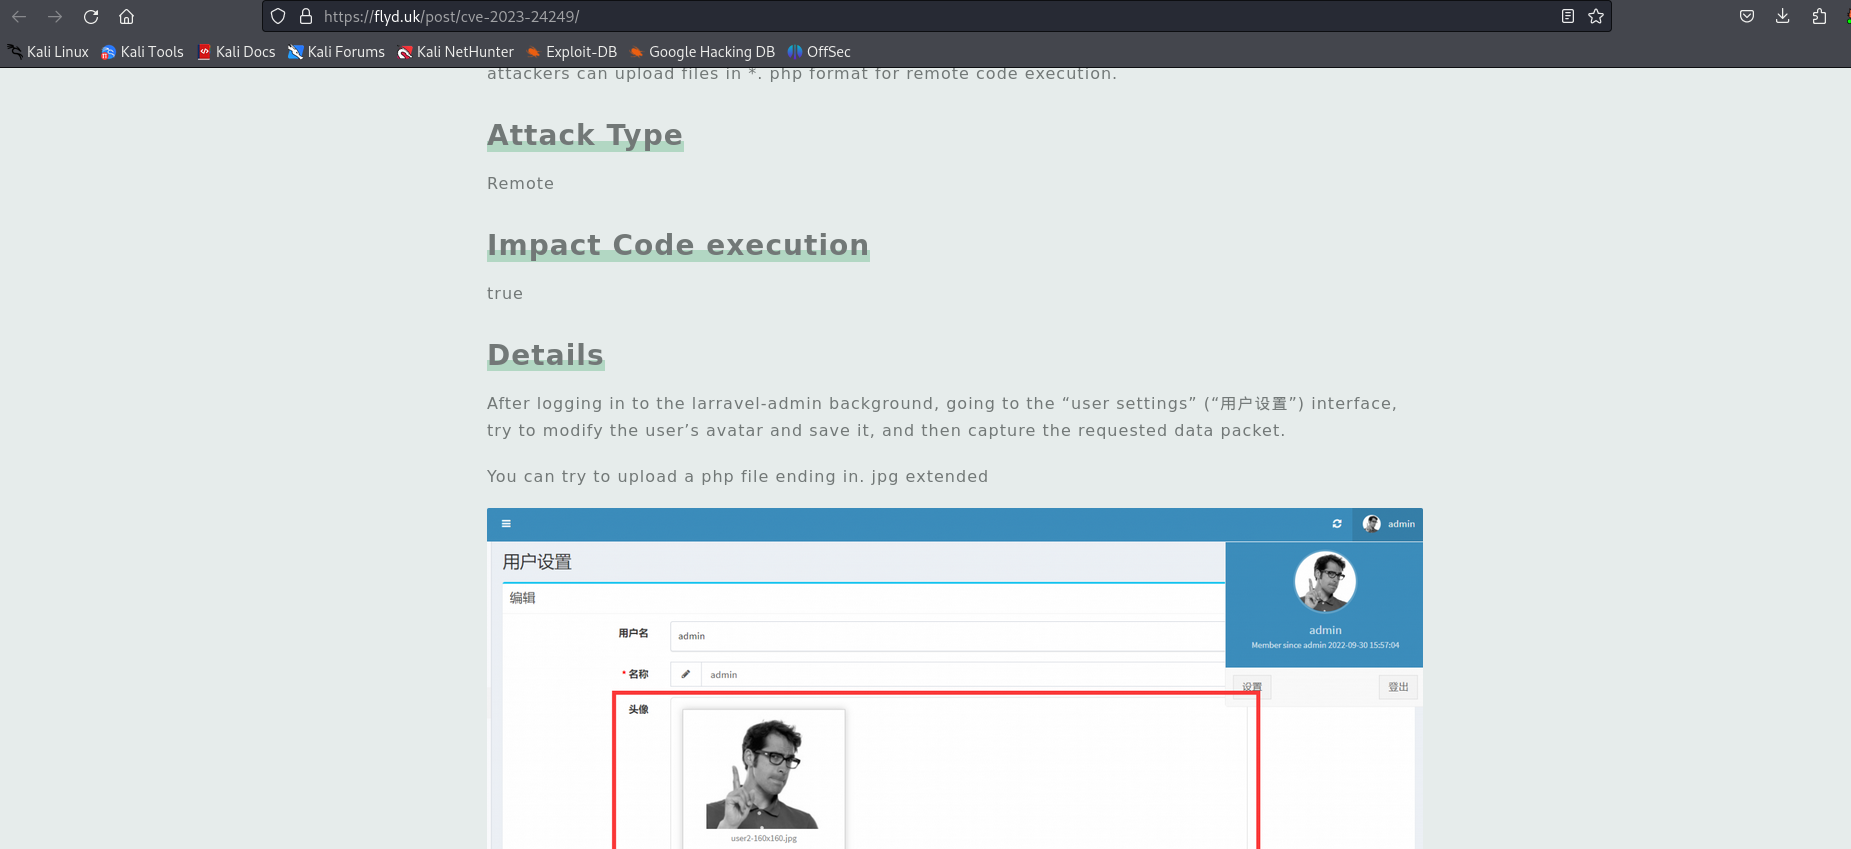 https://flyd.uk/post/cve-2023-24249/
Kali Linux Kali Tools Kali Docs Kali Forums Kali NetHunter Exploit-DB Google Hacking DB OffSec
attackers can upload files in *. php format for remote code execution.
Attack Type
Remote
Impact Code execution
true
Details
After logging in to the larravel-admin background, going to the “user settings” (“用户设置”) interface,
try to modify the user’s avatar and save it, and then capture the requested data packet.
You can try to upload a php file ending in. jpg extended
admin
用户设置
编辑
用户名 admin
admin
Member since admin 2022-09-30 15:57:04
* 名称 admin
设置 登出
头像
user2-160x160.jpg